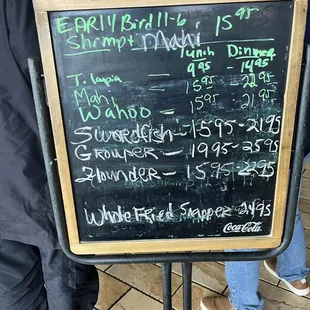 EARlY Bird 11-6 15⁹⁵
Shrimp + Mahi
lunch Dinner
T. lapia — 9⁹⁵ - 14⁹⁵
Mahi — 15⁹⁵ - 22⁹⁵
Wahoo — 15⁹⁵ - 21⁹⁵
Swordfish - 15⁹⁵ - 21⁹⁵
Grouper - 19⁹⁵ - 25⁹⁵
Flounder - 15⁹⁵ - 22⁹⁵
Whole Fried Snapper 24⁹⁵
Coca-Cola